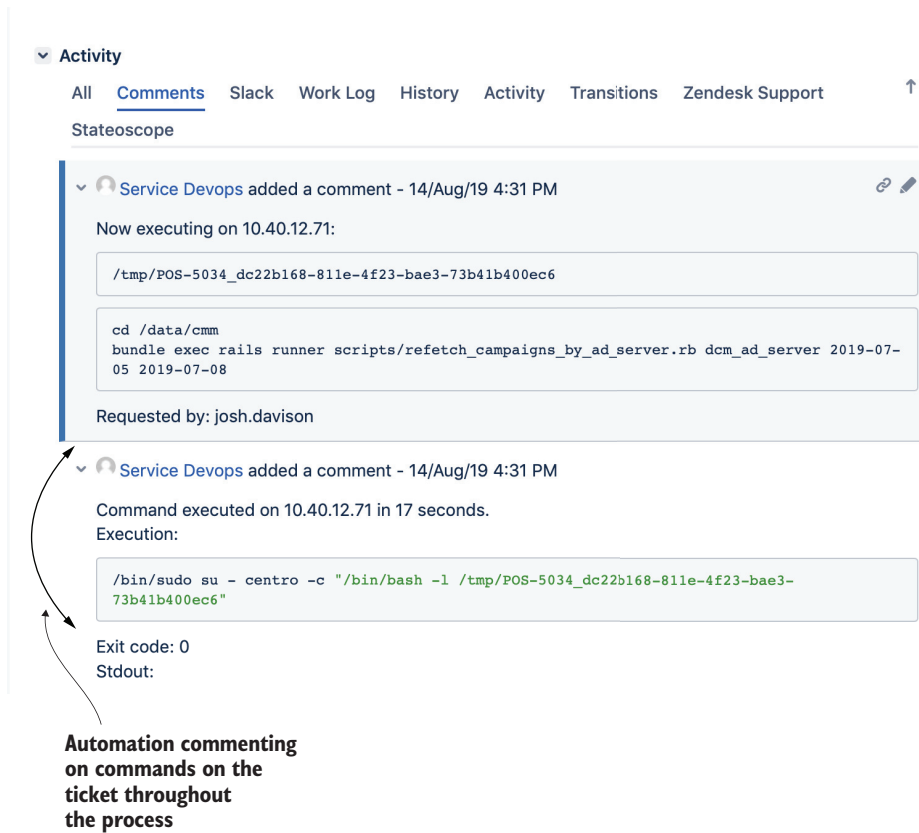 Activity
All Comments Slack Work Log History Activity Transitions Zendesk Support
Stateoscope
Service Devops added a comment - 14/Aug/19 4:31 PM
Now executing on 10.40.12.71:
/tmp/POS-5034_dc22b168-811e-4f23-bae3-73b41b400ec6
cd /data/cmm
bundle exec rails runner scripts/refetch_campaigns_by_ad_server.rb dcm_ad_server 2019-07-
05 2019-07-08
Requested by: josh.davison
Service Devops added a comment - 14/Aug/19 4:31 PM
Command executed on 10.40.12.71 in 17 seconds.
Execution:
/bin/sudo su - centro -c "/bin/bash -l /tmp/POS-5034_dc22b168-811e-4f23-bae3-
73b41b400ec6"
Exit code: 0
Stdout:
Automation commenting
on commands on the
ticket throughout
the process